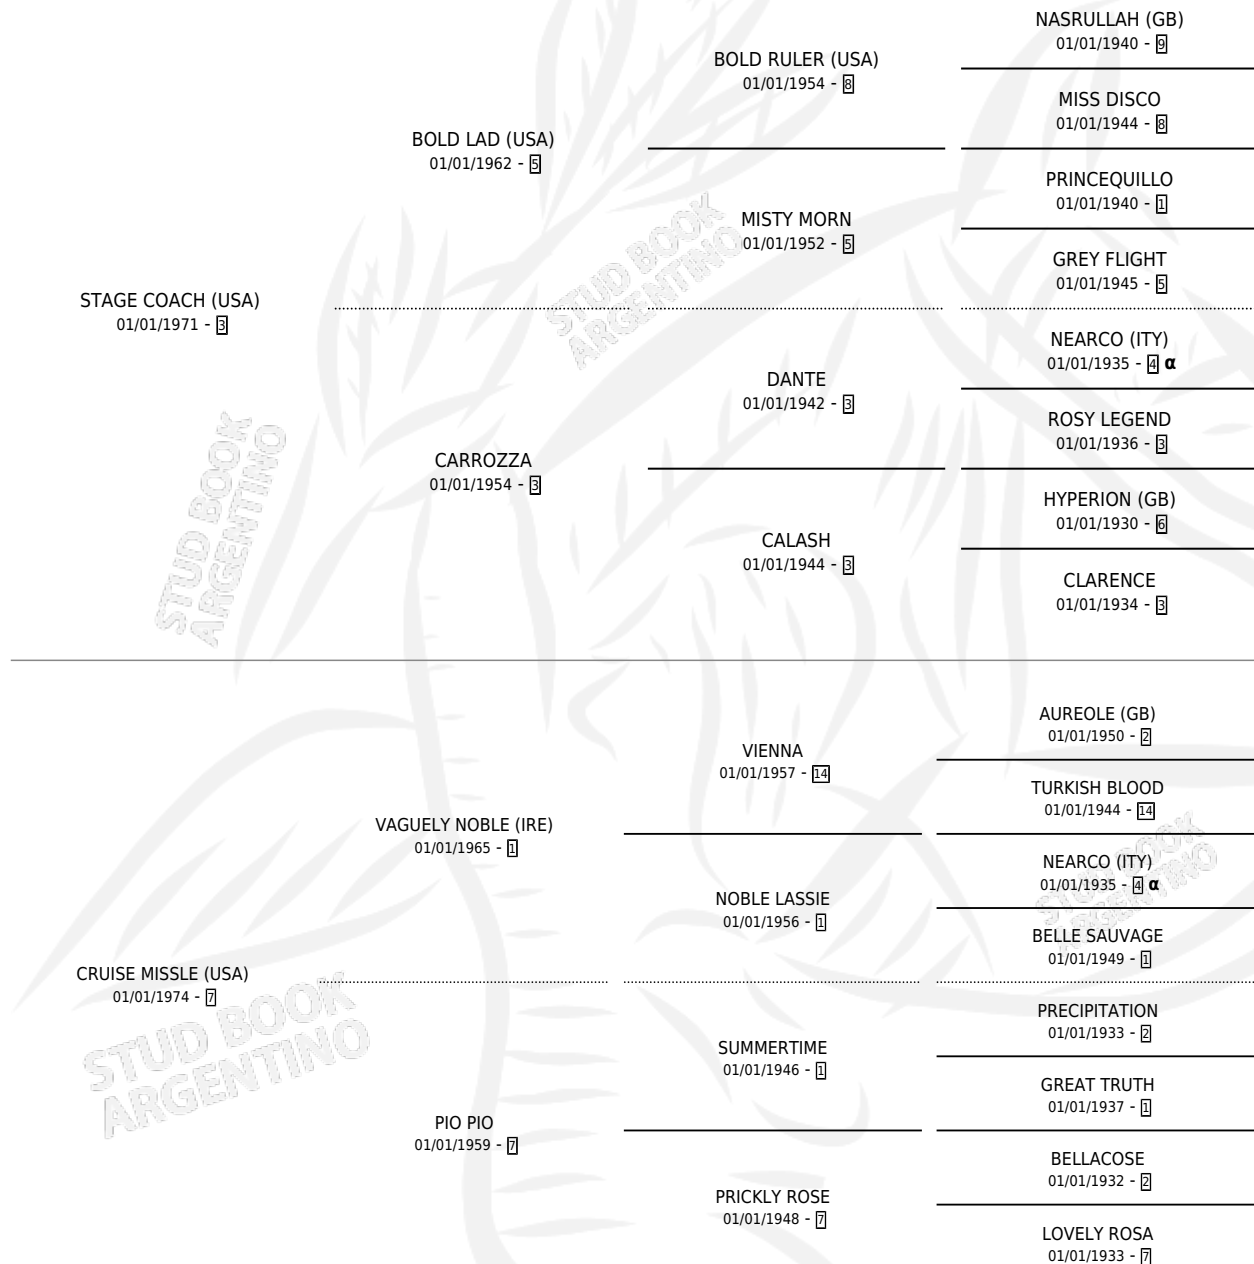 NASRULLAH (GB)
01/01/1940 - 9
BOLD RULER (USA)
01/01/1954 - 8
MISS DISCO
01/01/1944 - 8
BOLD LAD (USA)
01/01/1962 - 5
PRINCEQUILLO
01/01/1940 - 1
MISTY MORN
01/01/1952 - 5
GREY FLIGHT
01/01/1945 - 5
STAGE COACH (USA)
01/01/1971 - 3
NEARCO (ITY)
01/01/1935 - 4 α
DANTE
01/01/1942 - 3
ROSY LEGEND
01/01/1936 - 3
CARROZZA
01/01/1954 - 3
HYPERION (GB)
01/01/1930 - 6
CALASH
01/01/1944 - 3
CLARENCE
01/01/1934 - 3
AUREOLE (GB)
01/01/1950 - 2
VIENNA
01/01/1957 - 14
TURKISH BLOOD
01/01/1944 - 14
VAGUELY NOBLE (IRE)
01/01/1965 - 1
NEARCO (ITY)
01/01/1935 - 4 α
NOBLE LASSIE
01/01/1956 - 1
BELLE SAUVAGE
01/01/1949 - 1
CRUISE MISSLE (USA)
01/01/1974 - 7
PRECIPITATION
01/01/1933 - 2
SUMMERTIME
01/01/1946 - 1
GREAT TRUTH
01/01/1937 - 1
PIO PIO
01/01/1959 - 7
BELLACOSE
01/01/1932 - 2
PRICKLY ROSE
01/01/1948 - 7
LOVELY ROSA
01/01/1933 - 7
STUD BOOK
ARGENTINO
STUD BOOK
ARGENTINO
STUD BOOK
ARGENTINO
STUD BOOK
ARGENTINO